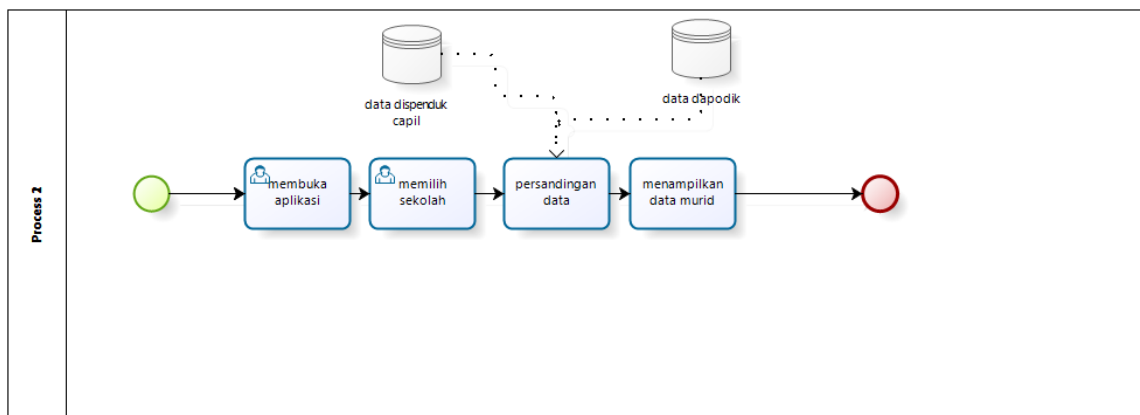 Process 2
data dispenduk
capil
data dapodik
membuka
aplikasi
memilih
sekolah
persandingan
data
menampilkan
data murid